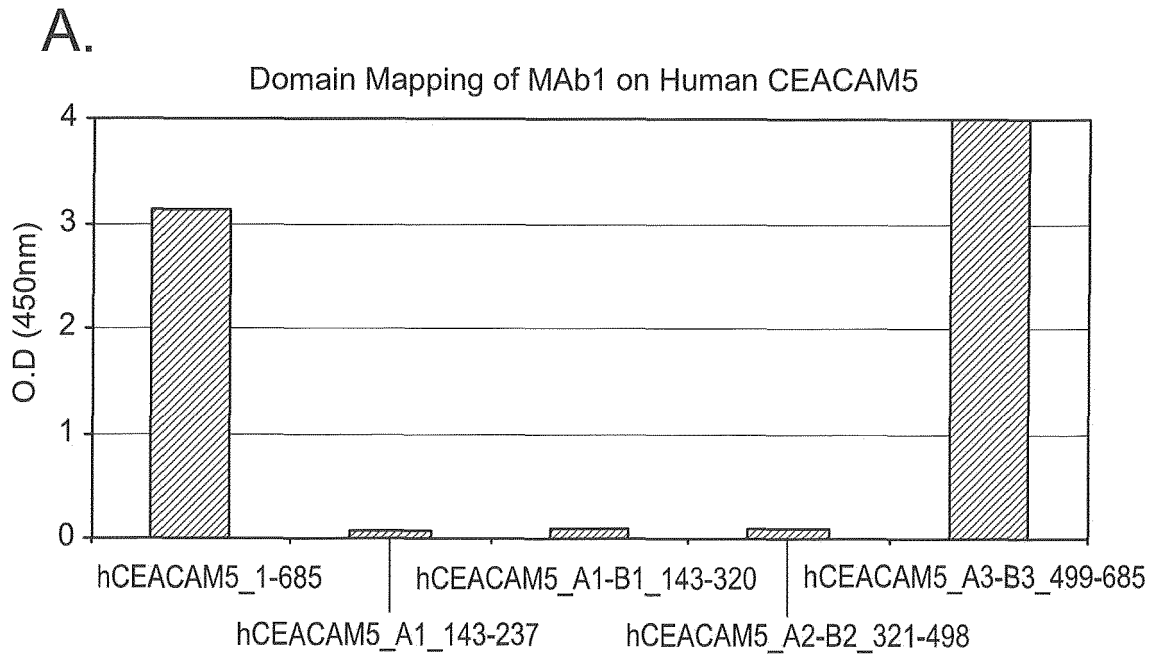 A.
Domain Mapping of MAb1 on Human CEACAM5
4
3
2
1
0
O.D (450nm)
hCEACAM5_1-685
hCEACAM5_A1-B1_143-320
hCEACAM5_A3-B3_499-685
hCEACAM5_A1_143-237
hCEACAM5_A2-B2_321-498